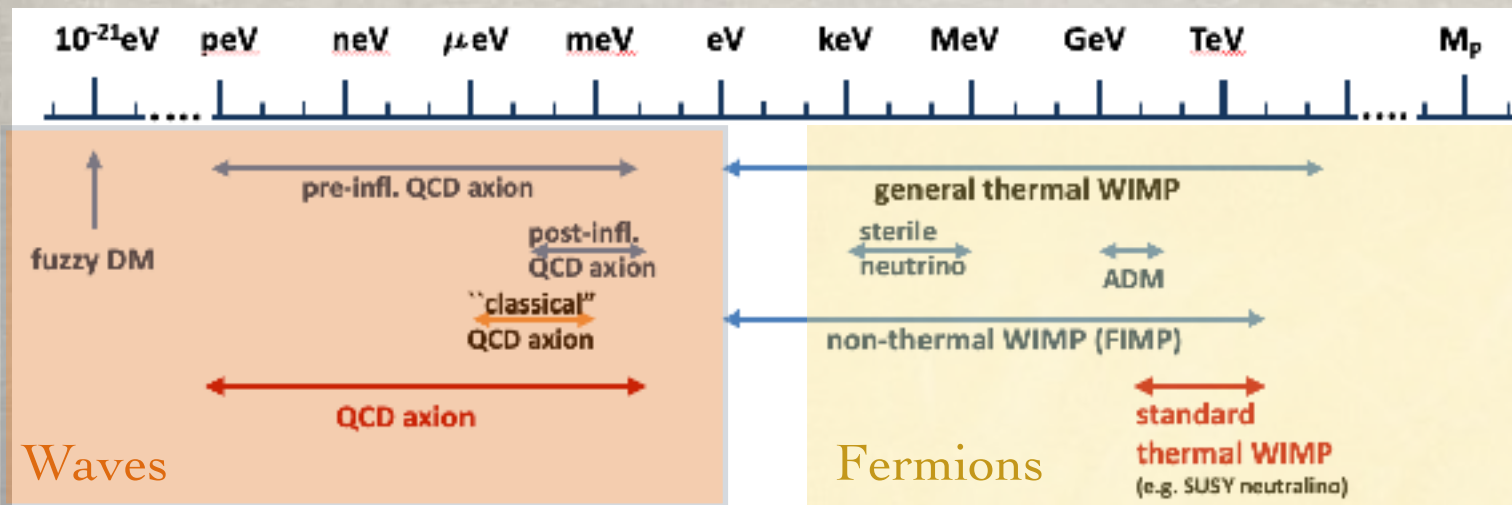 10⁻²¹eV peV neV μeV meV eV keV MeV GeV TeV Mₚ
pre-infl. QCD axion
general thermal WIMP
fuzzy DM
post-infl.
QCD axion
sterile
neutrino
ADM
``classical”
QCD axion
non-thermal WIMP (FIMP)
QCD axion
standard
thermal WIMP
(e.g. SUSY neutralino)
Waves
Fermions